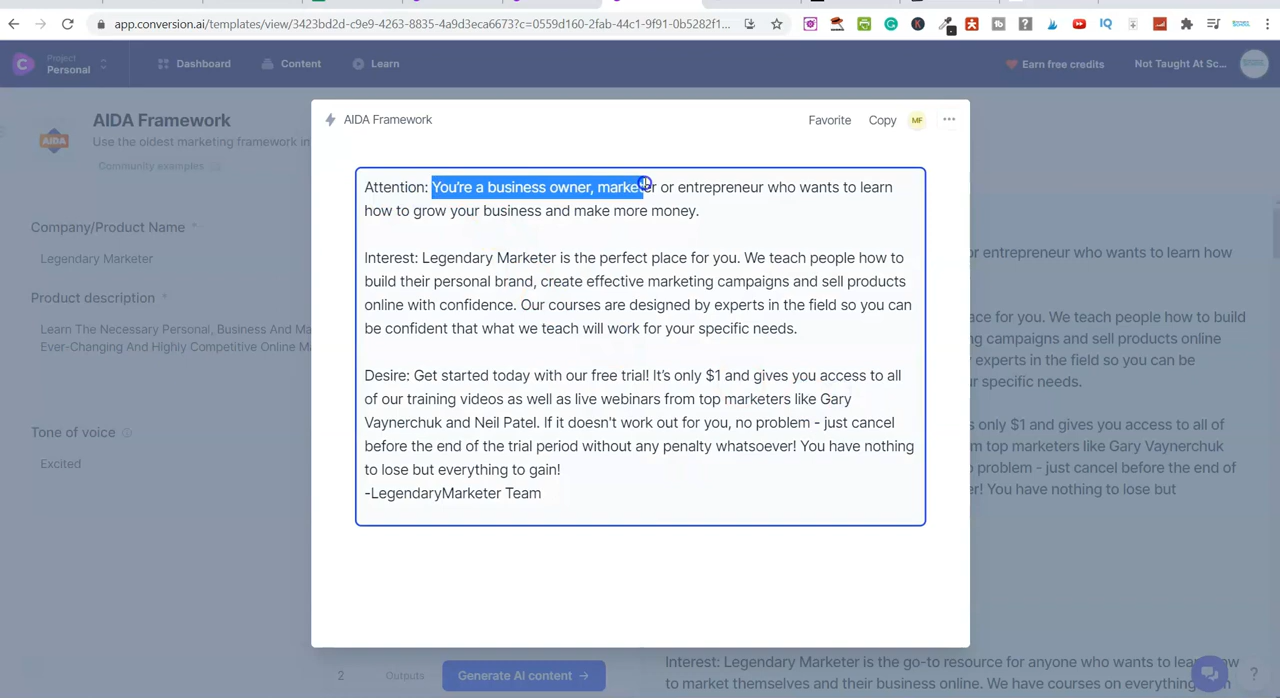 app.conversion.ai/templates/view/3423bd2d-c9e9-4263-8835-4a9d3eca6673?c=0559d160-2fab-44c1-9f91-0b5282f1...
Project
Personal
Dashboard
Content
Learn
Earn free credits
Not Taught At Sc...
AIDA Framework
Use the oldest marketing framework in
Community examples
Company/Product Name *
Legendary Marketer
Product description *
Learn The Necessary Personal, Business And Ma
Ever-Changing And Highly Competitive Online Ma
Tone of voice
Excited
AIDA Framework
Favorite
Copy
MF
Attention: You're a business owner, marketer or entrepreneur who wants to learn
how to grow your business and make more money.
Interest: Legendary Marketer is the perfect place for you. We teach people how to
build their personal brand, create effective marketing campaigns and sell products
online with confidence. Our courses are designed by experts in the field so you can
be confident that what we teach will work for your specific needs.
Desire: Get started today with our free trial! It's only $1 and gives you access to all
of our training videos as well as live webinars from top marketers like Gary
Vaynerchuk and Neil Patel. If it doesn't work out for you, no problem - just cancel
before the end of the trial period without any penalty whatsoever! You have nothing
to lose but everything to gain!
-LegendaryMarketer Team
or entrepreneur who wants to learn how
ce for you. We teach people how to build
g campaigns and sell products online
experts in the field so you can be
r specific needs.
s only $1 and gives you access to all of
m top marketers like Gary Vaynerchuk
problem - just cancel before the end of
er! You have nothing to lose but
2
Outputs
Generate AI content →
Interest: Legendary Marketer is the go-to resource for anyone who wants to learn how
to market themselves and their business online. We have courses on everything